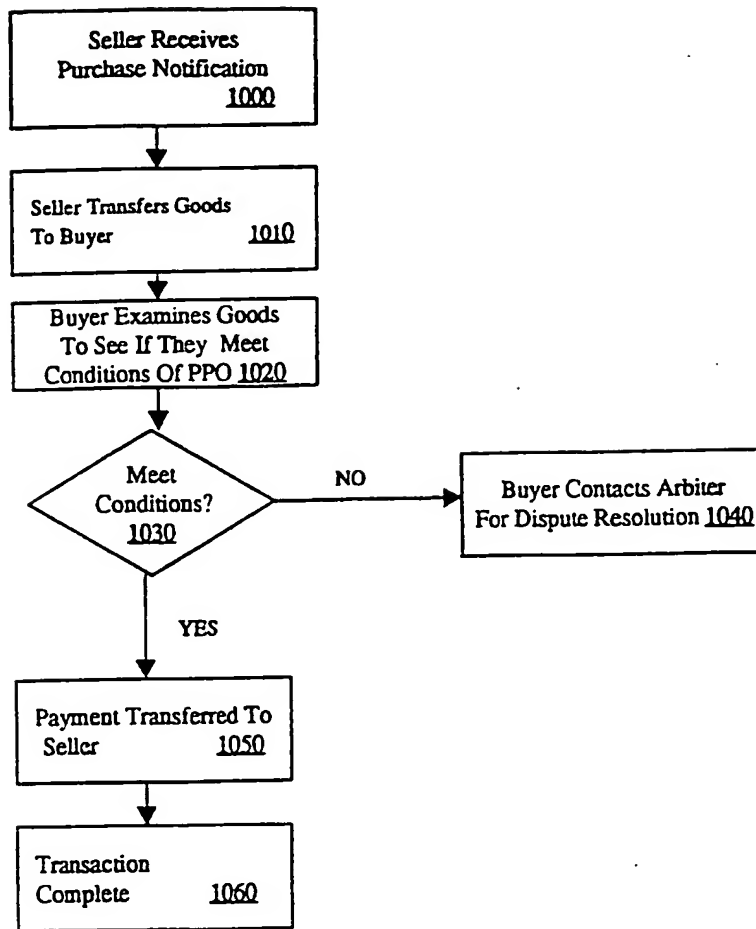 Seller Receives
Purchase Notification
1000
Seller Transfers Goods
To Buyer 1010
Buyer Examines Goods
To See If They Meet
Conditions Of PPO 1020
Meet
Conditions?
1030
NO
Buyer Contacts Arbiter
For Dispute Resolution 1040
YES
Payment Transferred To
Seller 1050
Transaction
Complete 1060